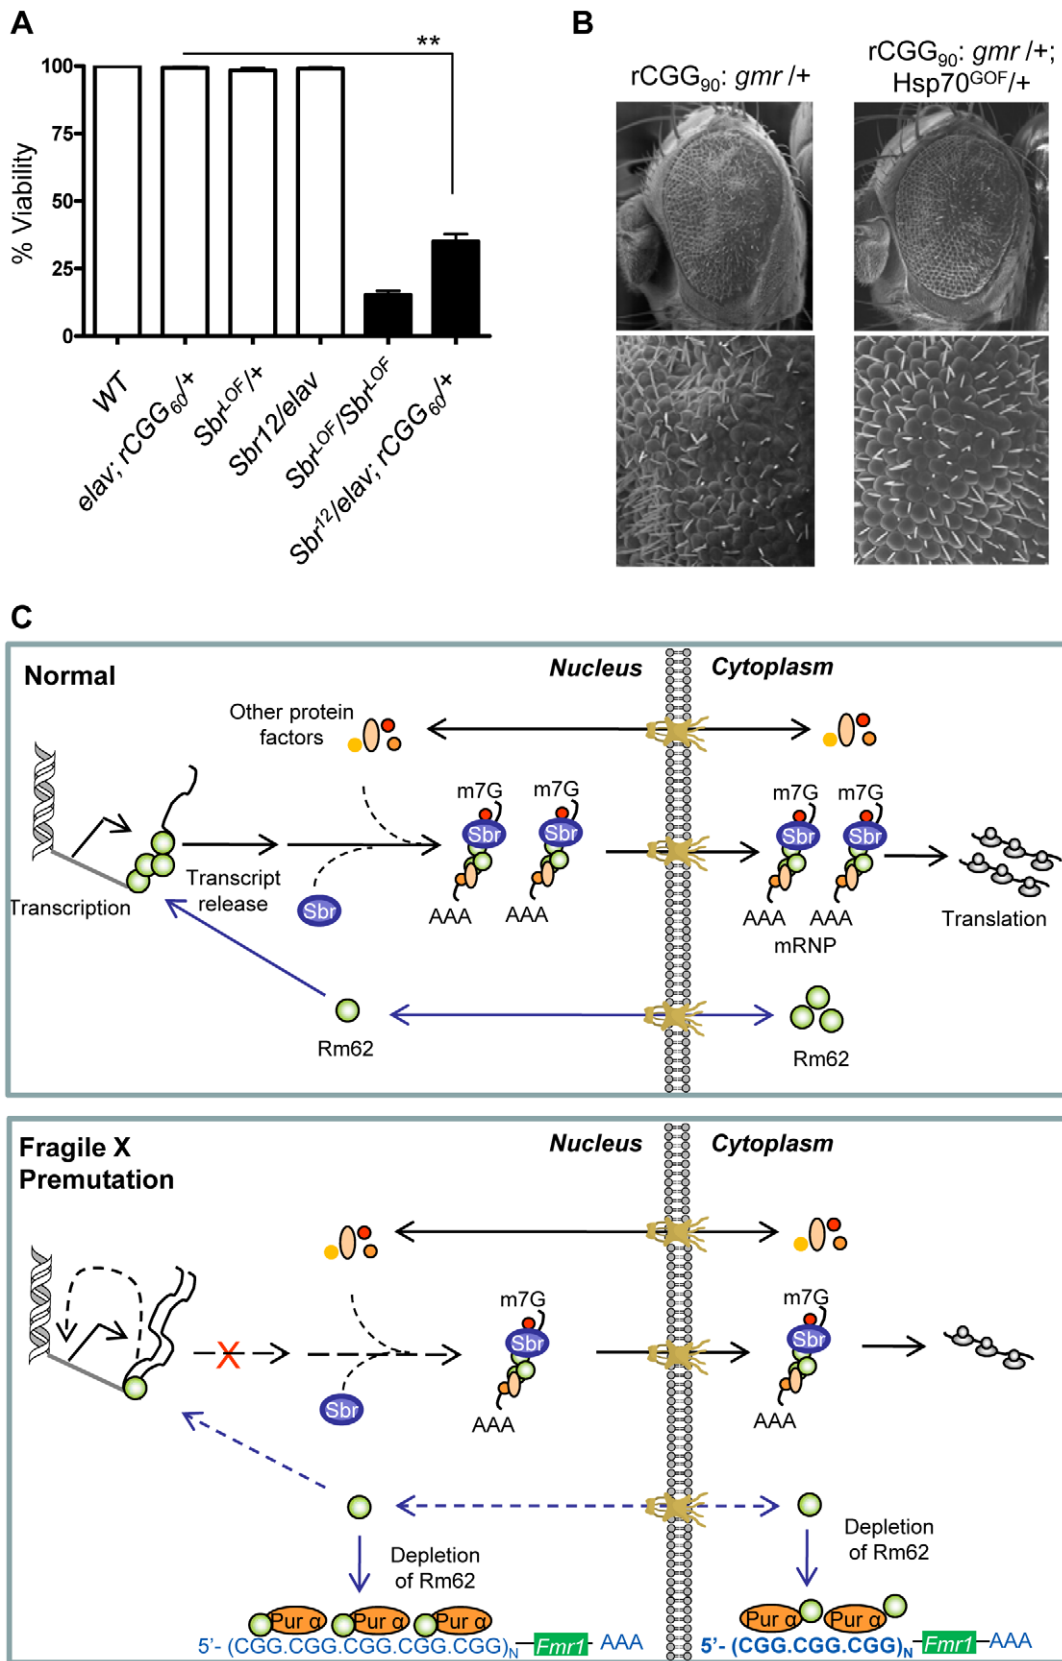 A
**
100
75
50
25
0
% Viability
WT
elav; rCGG60/+
SbrLOF/+
Sbr12/elav
SbrLOF/SbrLOF
Sbr12/elav; rCGG60/+
B
rCGG90: gmr /+
rCGG90: gmr /+;
Hsp70GOF/+
C
Normal
Nucleus
Cytoplasm
Other protein
factors
m7G
m7G
m7G
m7G
Sbr
Sbr
Sbr
Sbr
Transcription
Transcript
release
Sbr
AAA
AAA
AAA
AAA
mRNP
Translation
Rm62
Rm62
Fragile X
Premutation
Nucleus
Cytoplasm
m7G
m7G
X
Sbr
Sbr
Sbr
AAA
AAA
Depletion
of Rm62
Depletion
of Rm62
Pur α
Pur α
Pur α
Pur α
Pur α
5'- (CGG.CGG.CGG.CGG.CGG)N Fmr1 AAA
5'- (CGG.CGG.CGG)N Fmr1 AAA